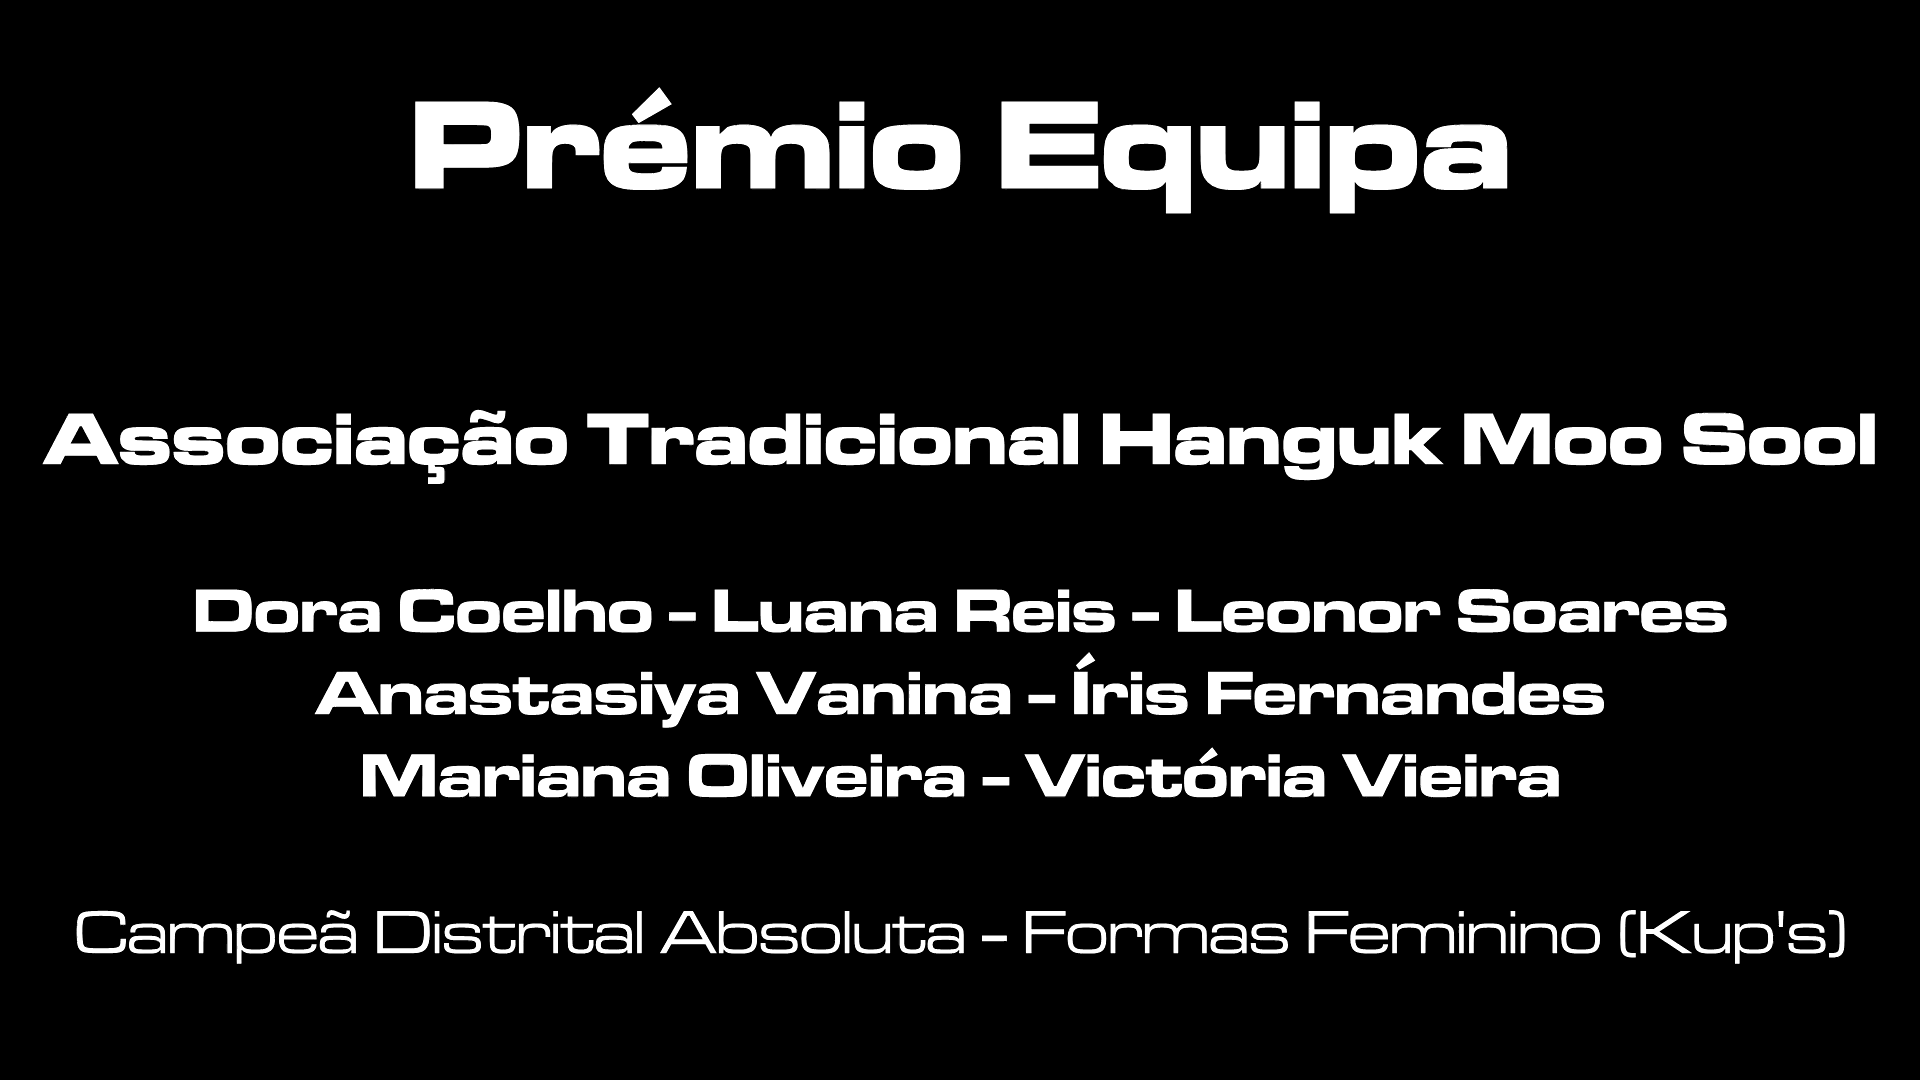 Prémio Equipa
Associação Tradicional Hanguk Moo Sool
Dora Coelho - Luana Reis - Leonor Soares
Anastasiya Vanina - Íris Fernandes
Mariana Oliveira - Victória Vieira
Campeã Distrital Absoluta - Formas Feminino (Kup's)